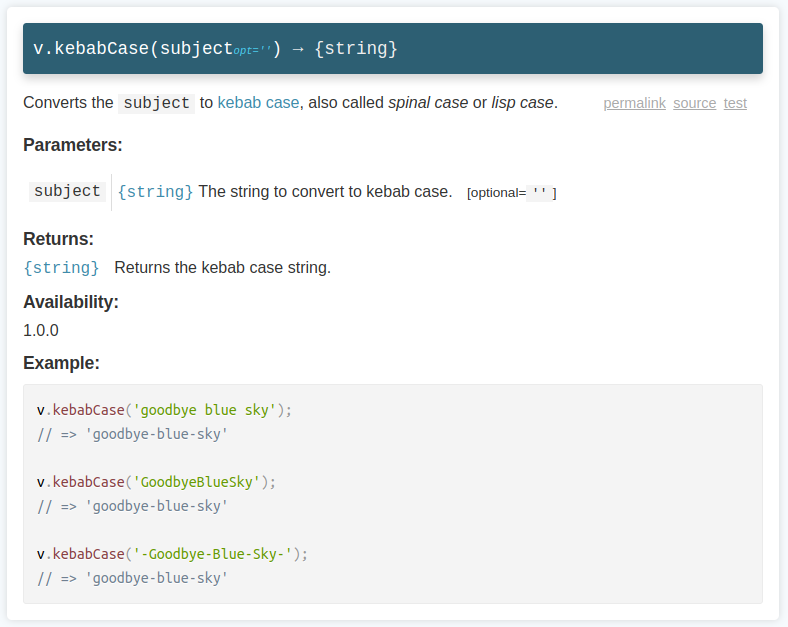 v.kebabCase(subjectopt='') → {string}
Converts the subject to kebab case, also called spinal case or lisp case. permalink source test
Parameters:
subject {string} The string to convert to kebab case. [optional= '' ]
Returns:
{string} Returns the kebab case string.
Availability:
1.0.0
Example:
v.kebabCase('goodbye blue sky');
// => 'goodbye-blue-sky'
v.kebabCase('GoodbyeBlueSky');
// => 'goodbye-blue-sky'
v.kebabCase('-Goodbye-Blue-Sky-');
// => 'goodbye-blue-sky'